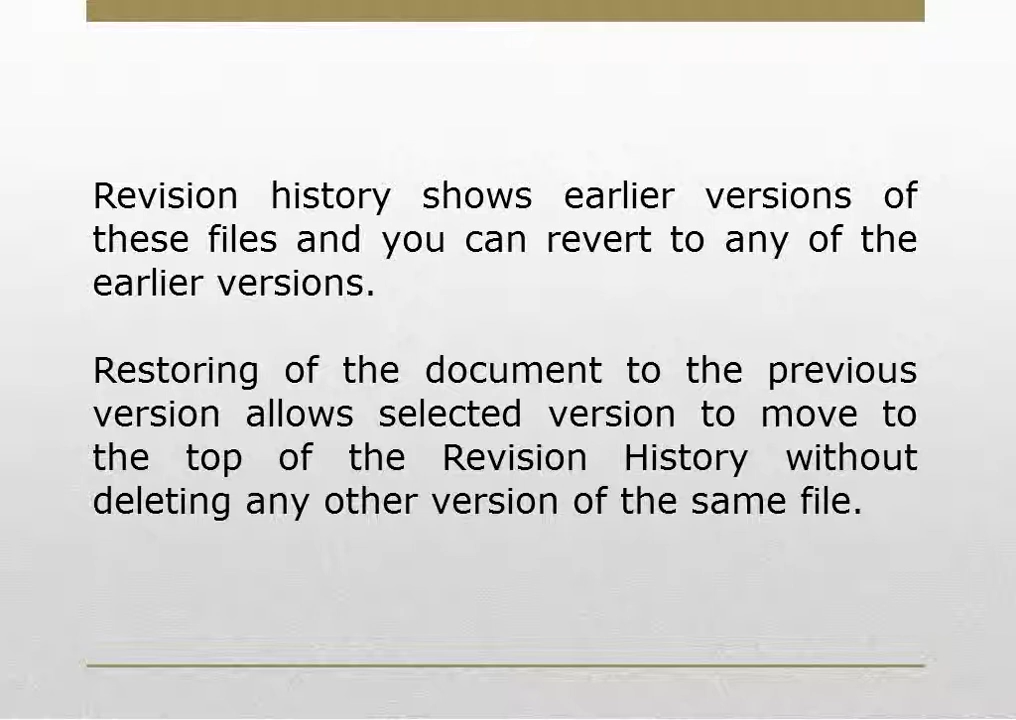 Revision history shows earlier versions of
these files and you can revert to any of the
earlier versions.
Restoring of the document to the previous
version allows selected version to move to
the top of the Revision History without
deleting any other version of the same file.